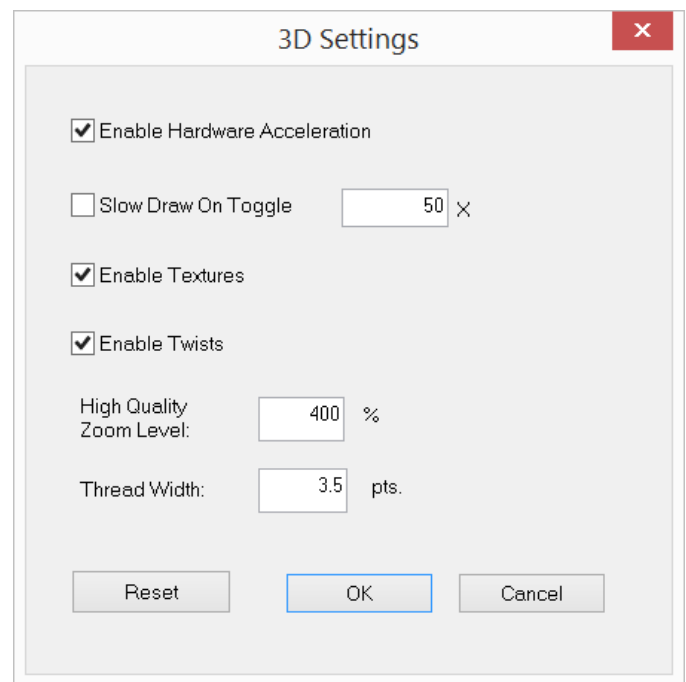 3D Settings
Enable Hardware Acceleration
Slow Draw On Toggle 50 X
Enable Textures
Enable Twists
High Quality
Zoom Level: 400 %
Thread Width: 3.5 pts.
Reset OK Cancel